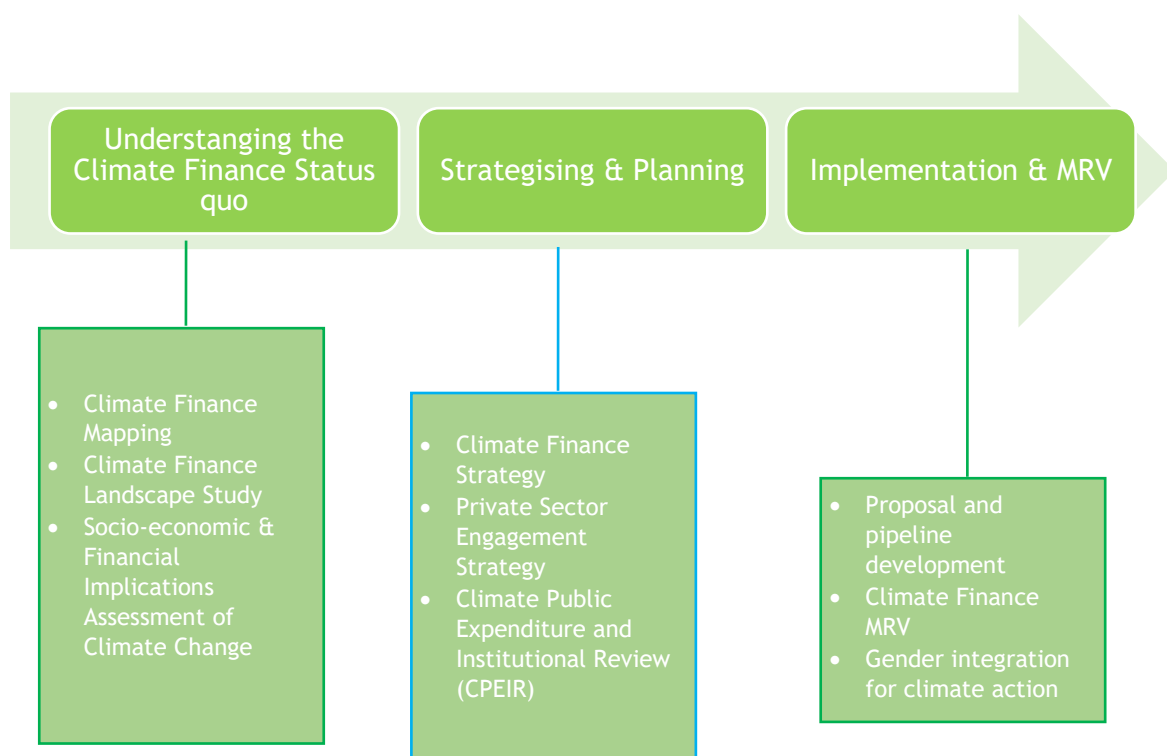 Understanging the
Climate Finance Status
quo
Strategising & Planning
Implementation & MRV
• Climate Finance
Mapping
• Climate Finance
Landscape Study
• Socio-economic &
Financial
Implications
Assessment of
Climate Change
• Climate Finance
Strategy
• Private Sector
Engagement
Strategy
• Climate Public
Expenditure and
Institutional Review
(CPEIR)
• Proposal and
pipeline
development
• Climate Finance
MRV
• Gender integration
for climate action